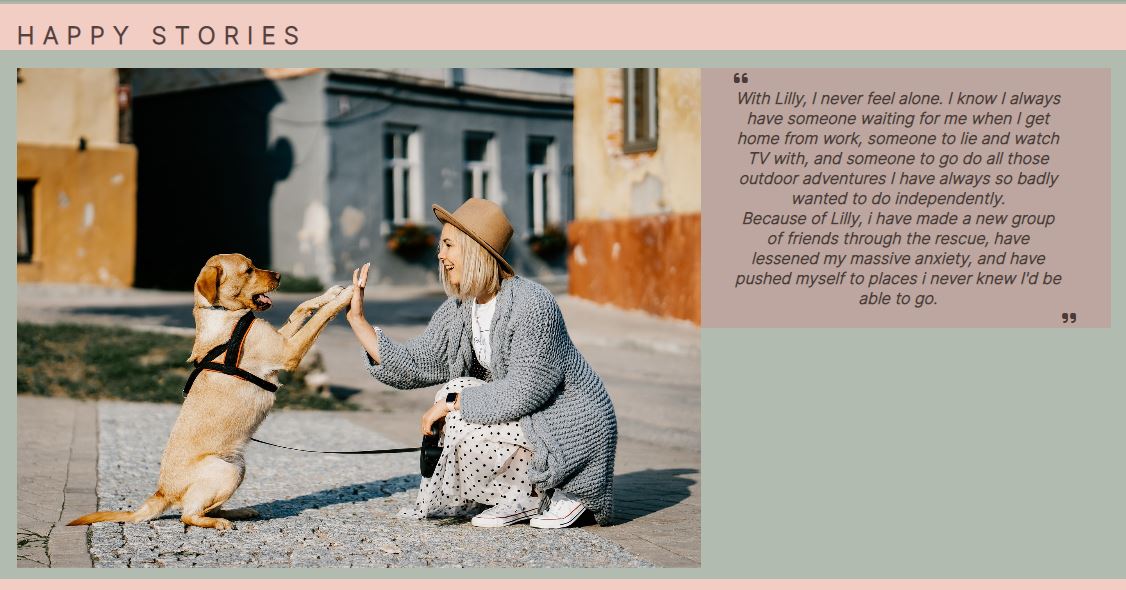 HAPPY STORIES
“
With Lilly, I never feel alone. I know I always
have someone waiting for me when I get
home from work, someone to lie and watch
TV with, and someone to go do all those
outdoor adventures I have always so badly
wanted to do independently.
Because of Lilly, i have made a new group
of friends through the rescue, have
lessened my massive anxiety, and have
pushed myself to places i never knew I'd be
able to go.
”